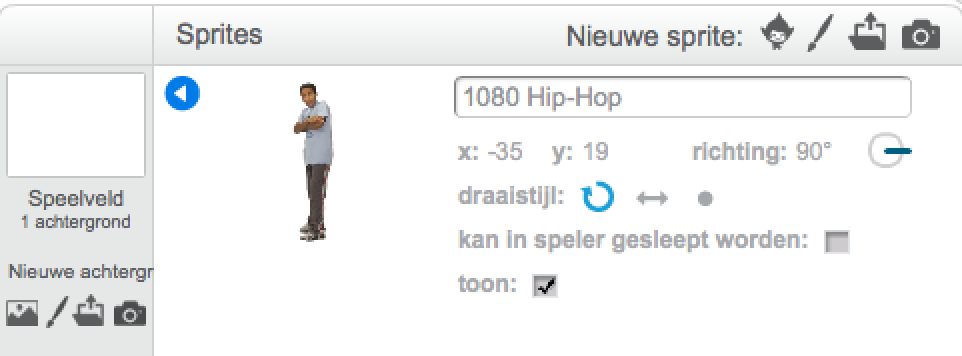 Sprites
Nieuwe sprite:
1080 Hip-Hop
x: -35 y: 19 richting: 90°
draaistijl:
kan in speler gesleept worden:
toon:
Speelveld
1 achtergrond
Nieuwe achtergr